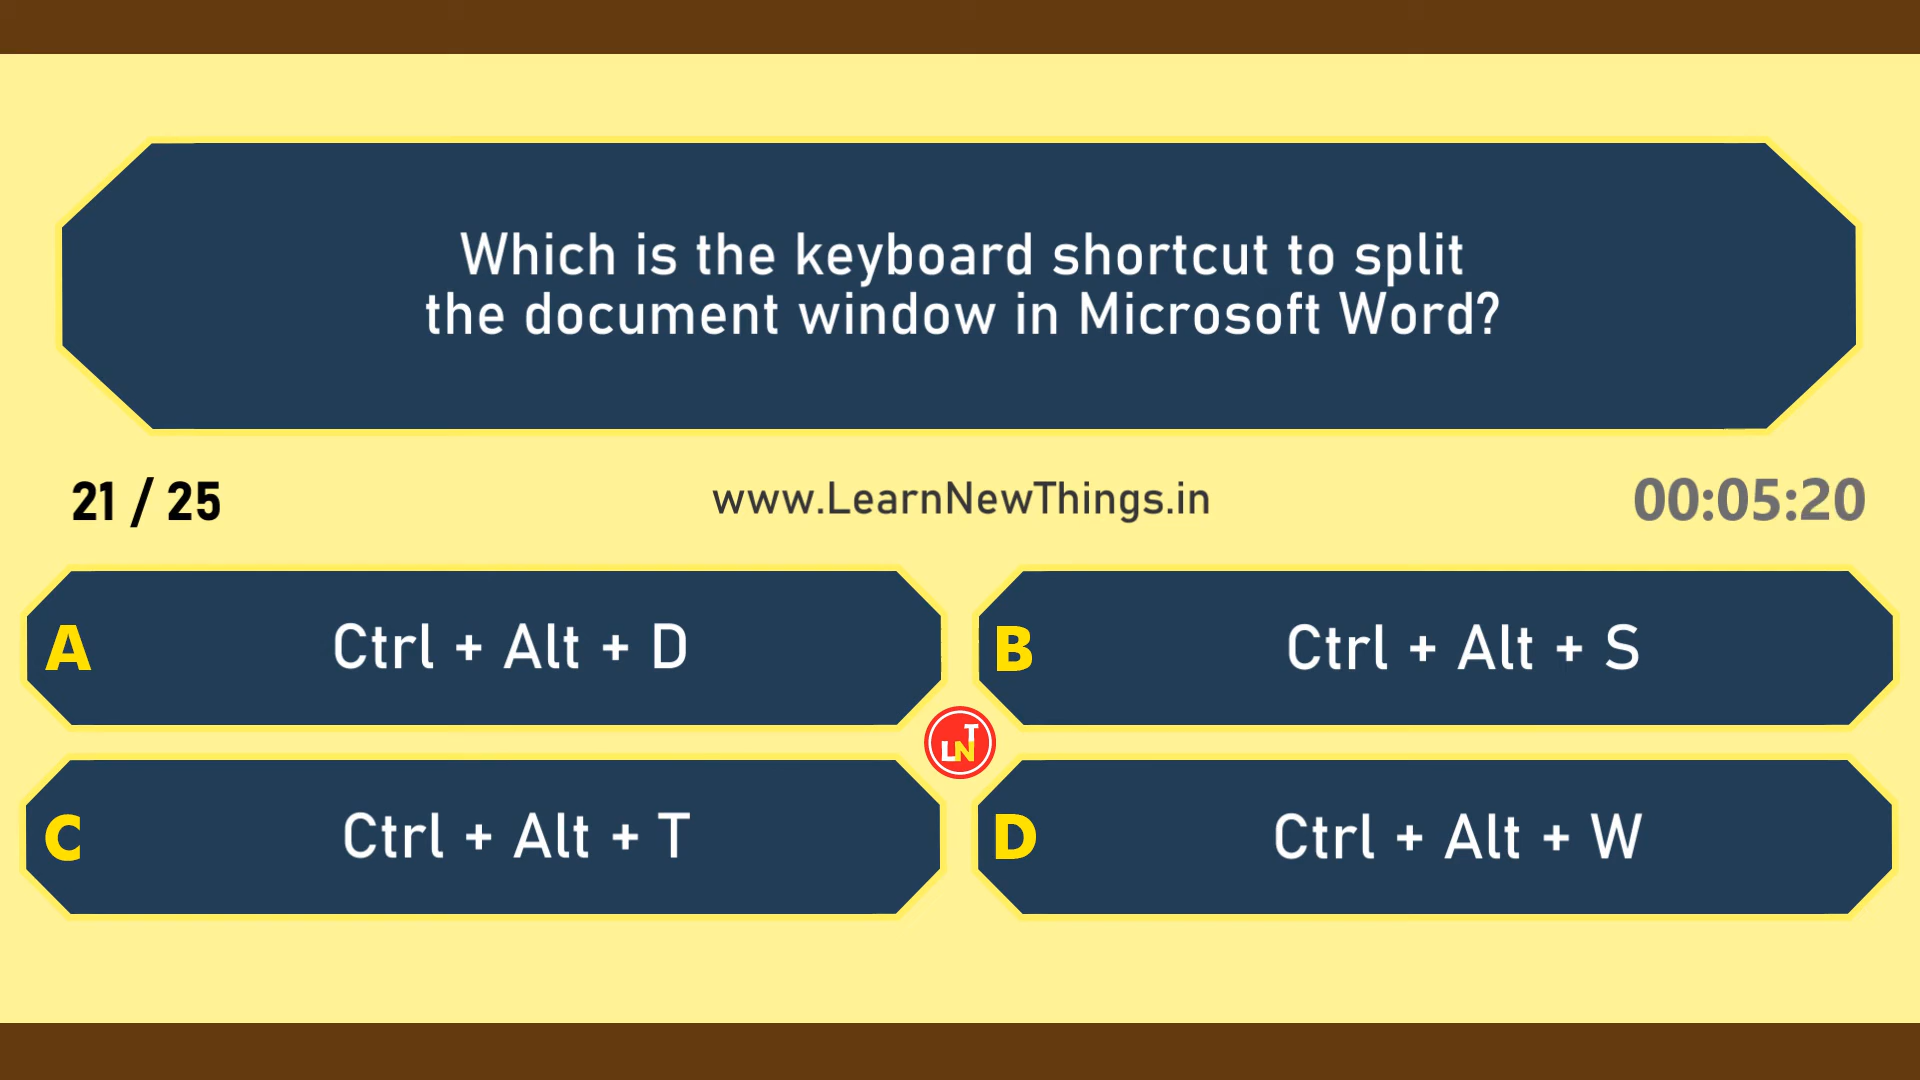 Which is the keyboard shortcut to split
the document window in Microsoft Word?
21 / 25
www.LearnNewThings.in
00:05:20
A
Ctrl + Alt + D
B
Ctrl + Alt + S
LNT
C
Ctrl + Alt + T
D
Ctrl + Alt + W